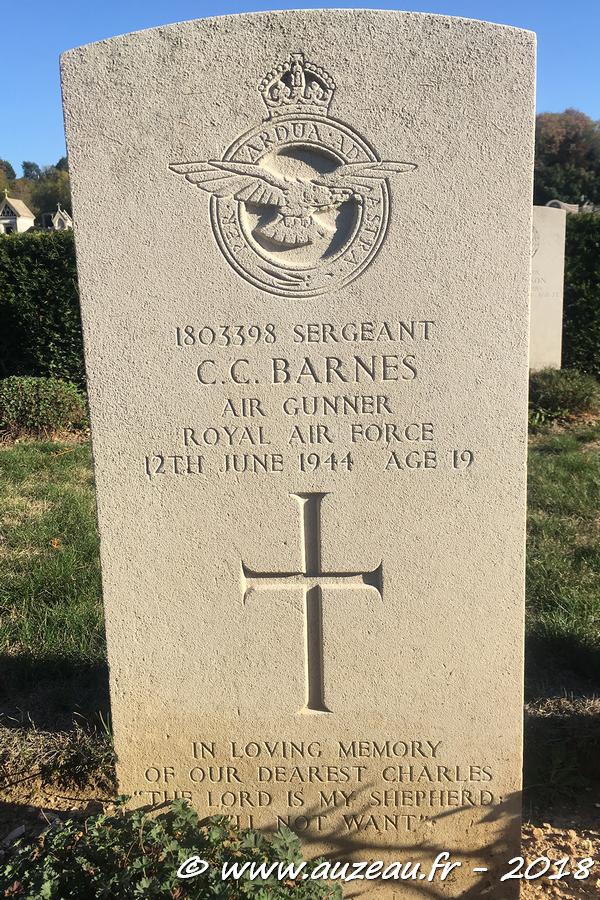 PER ARDUA AD ASTRA
1803398 SERGEANT
C.C. BARNES
AIR GUNNER
ROYAL AIR FORCE
12TH JUNE 1944 AGE 19
IN LOVING MEMORY
OF OUR DEAREST CHARLES
"THE LORD IS MY SHEPHERD;
NOT WANT".
© www.auzeau.fr - 2018